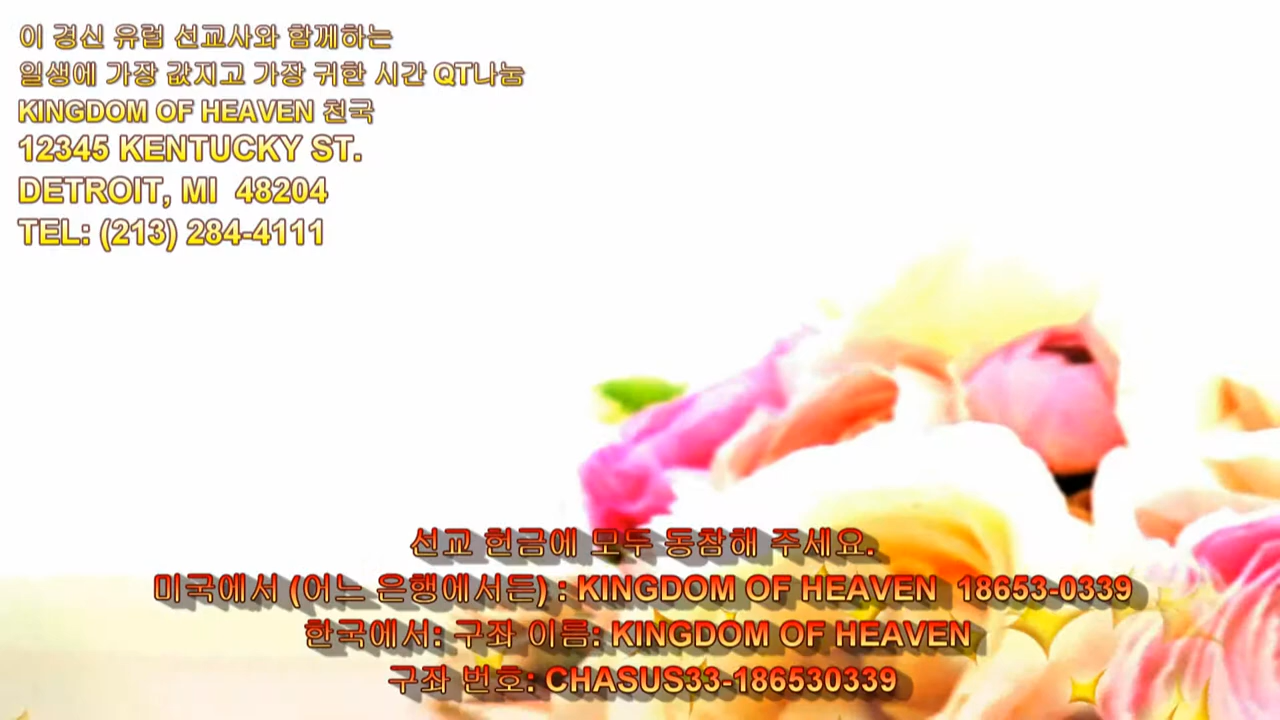 이 경신 유럽 선교사와 함께하는
일생에 가장 값지고 가장 귀한 시간 QT나눔
KINGDOM OF HEAVEN 천국
12345 KENTUCKY ST.
DETROIT, MI 48204
TEL: (213) 284-4111
선교 헌금에 모두 동참해 주세요.
미국에서 (어느 은행에서든) : KINGDOM OF HEAVEN 18653-0339
한국에서: 구좌 이름: KINGDOM OF HEAVEN
구좌 번호: CHASUS33-186530339